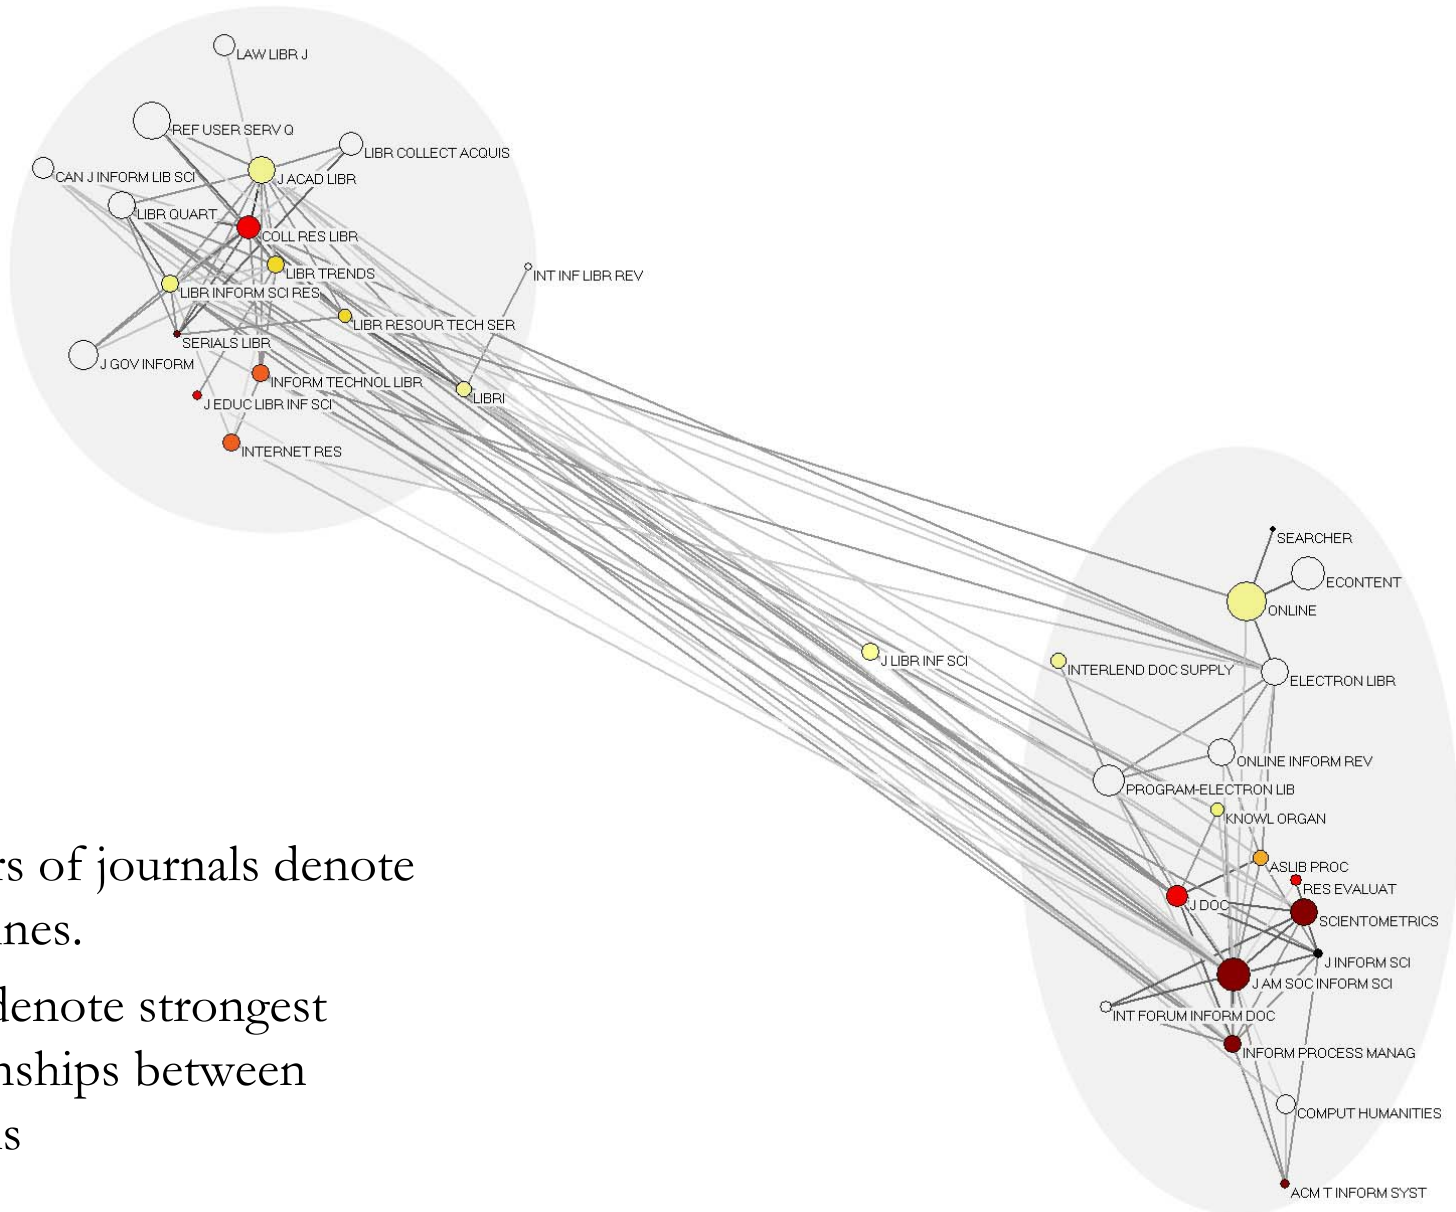 LAW LIBR J
REF USER SERV Q
LIBR COLLECT ACQUIS
CAN J INFORM LIB SCI
J ACAD LIBR
LIBR QUART
COLL RES LIBR
LIBR TRENDS
INT INF LIBR REV
LIBR INFORM SCI RES
LIBR RESOUR TECH SER
SERIALS LIBR
J GOV INFORM
INFORM TECHNOL LIBR
LIBRI
J EDUC LIBR INF SCI
INTERNET RES
SEARCHER
ECONTENT
ONLINE
J LIBR INF SCI
INTERLEND DOC SUPPLY
ELECTRON LIBR
ONLINE INFORM REV
PROGRAM-ELECTRON LIB
KNOWL ORGAN
ASLIB PROC
RES EVALUAT
J DOC
SCIENTOMETRICS
J INFORM SCI
J AM SOC INFORM SCI
INT FORUM INFORM DOC
INFORM PROCESS MANAG
COMPUT HUMANITIES
ACM T INFORM SYST
rs of journals denote
nes.
denote strongest
nships between
ls